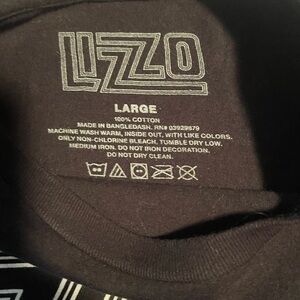 LIZZO
LARGE
100% COTTON
MADE IN BANGLEDASH. RN# 03929879
MACHINE WASH WARM, INSIDE OUT, WITH LIKE COLORS.
ONLY NON-CHLORINE BLEACH, TUMBLE DRY LOW.
MEDIUM IRON. DO NOT IRON DECORATION.
DO NOT DRY CLEAN.